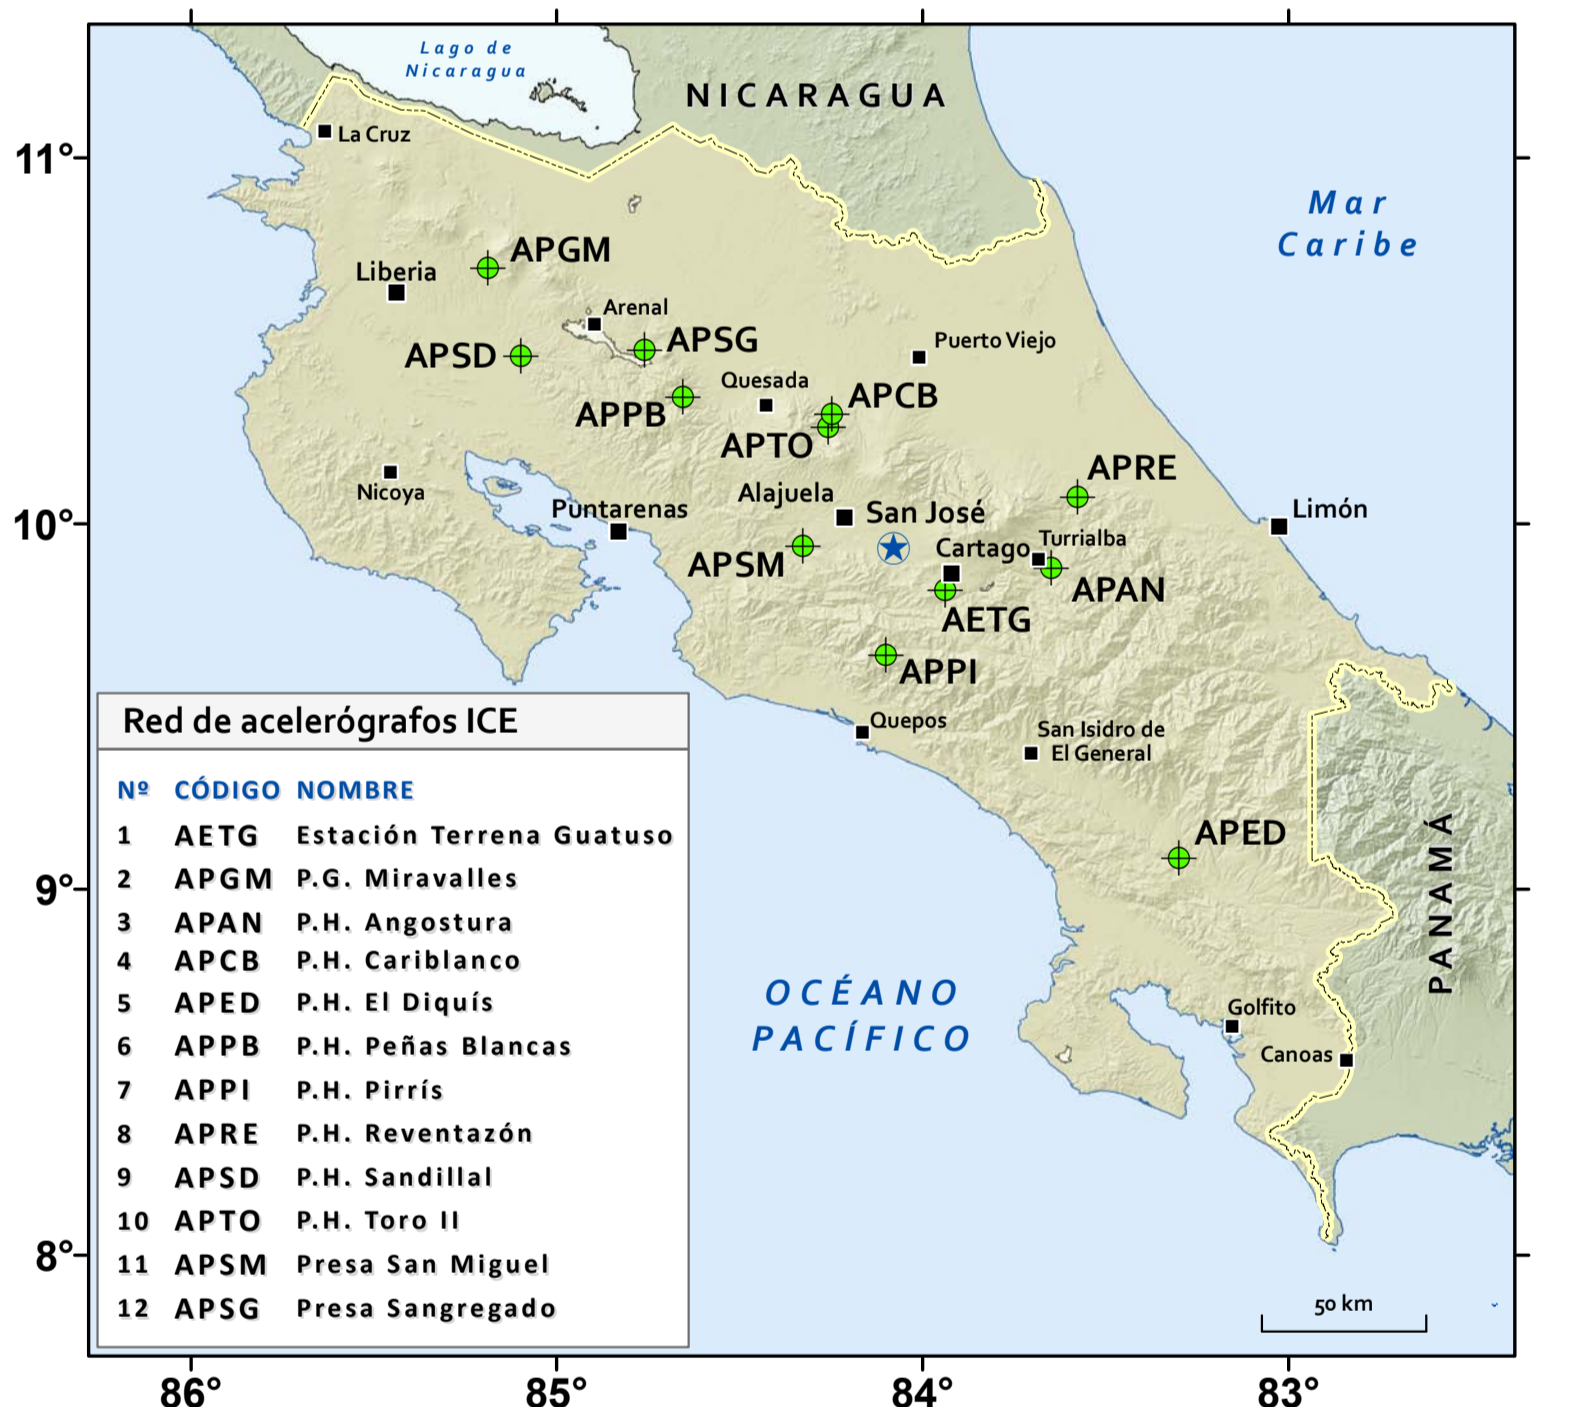 Lago de
Nicaragua
NICARAGUA
La Cruz
11°
Mar
Caribe
APGM
Liberia
Arenal
APSG
Puerto Viejo
APSD
Quesada
APCB
APPB
APTO
APRE
Nicoya
Alajuela
Puntarenas
San José
Limón
10°
Cartago
Turrialba
APSM
APAN
AETG
APPI
Quepos
San Isidro de
El General
APED
9°
PANAMÁ
OCÉANO
PACÍFICO
Golfito
Canoas
8°
50 km
Red de acelerógrafos ICE
Nº CÓDIGO NOMBRE
1 AETG Estación Terrena Guatuso
2 APGM P.G. Miravalles
3 APAN P.H. Angostura
4 APCB P.H. Cariblanco
5 APED P.H. El Diquís
6 APPB P.H. Peñas Blancas
7 APPI P.H. Pirrís
8 APRE P.H. Reventazón
9 APSD P.H. Sandillal
10 APTO P.H. Toro II
11 APSM Presa San Miguel
12 APSG Presa Sangregado
86° 85° 84° 83°